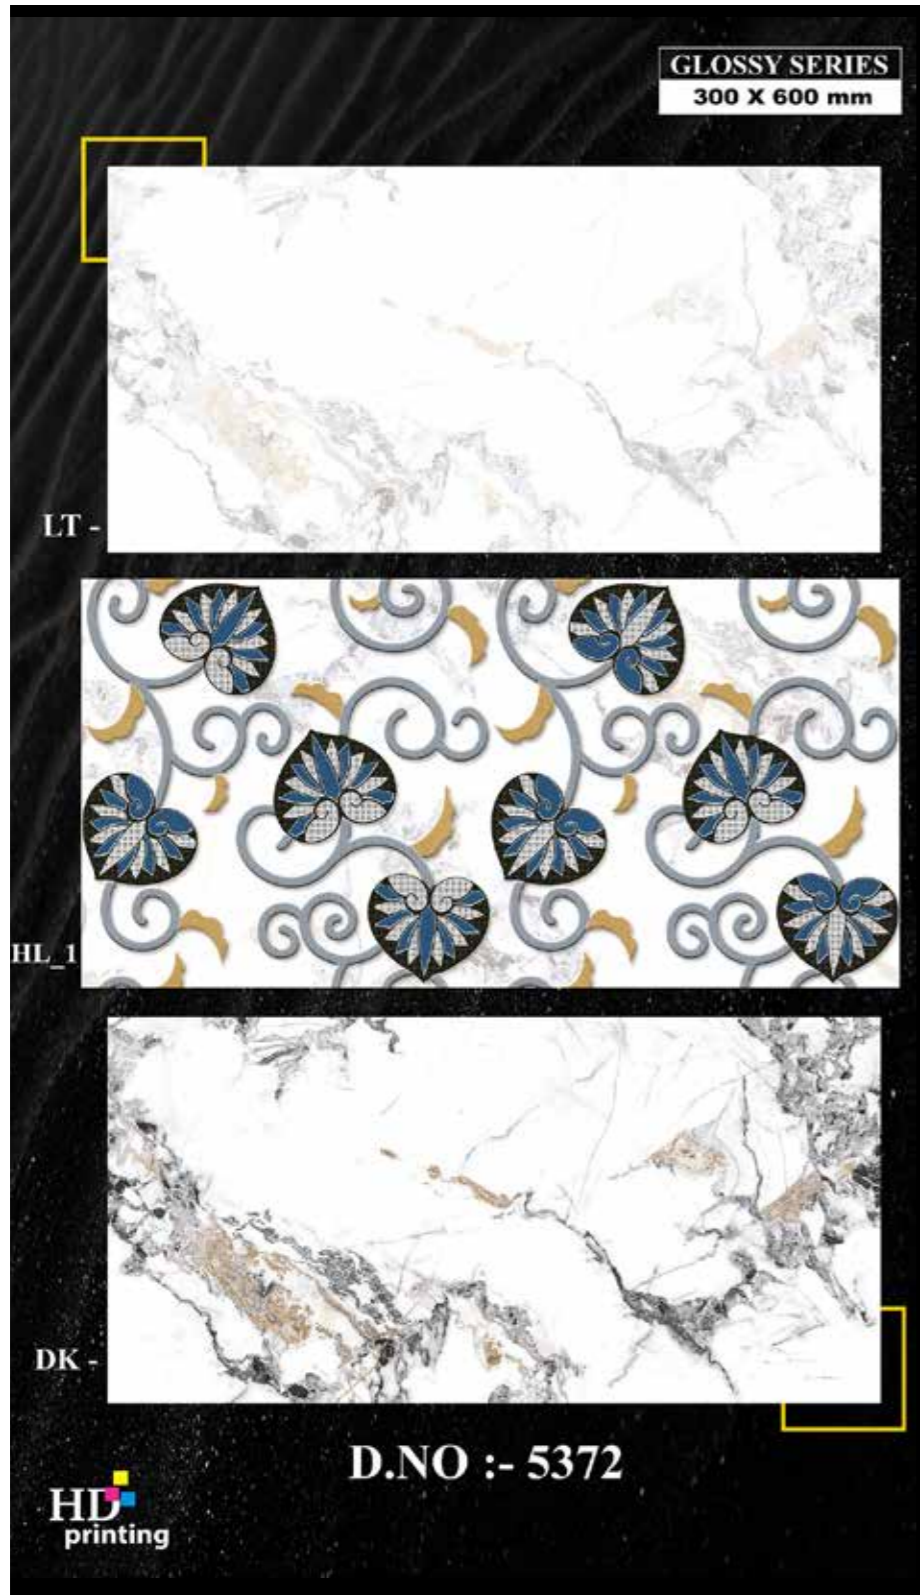 GLOSSY SERIES
300 X 600 mm
LT -
HL_1
DK -
D.NO :- 5372
HD
printing